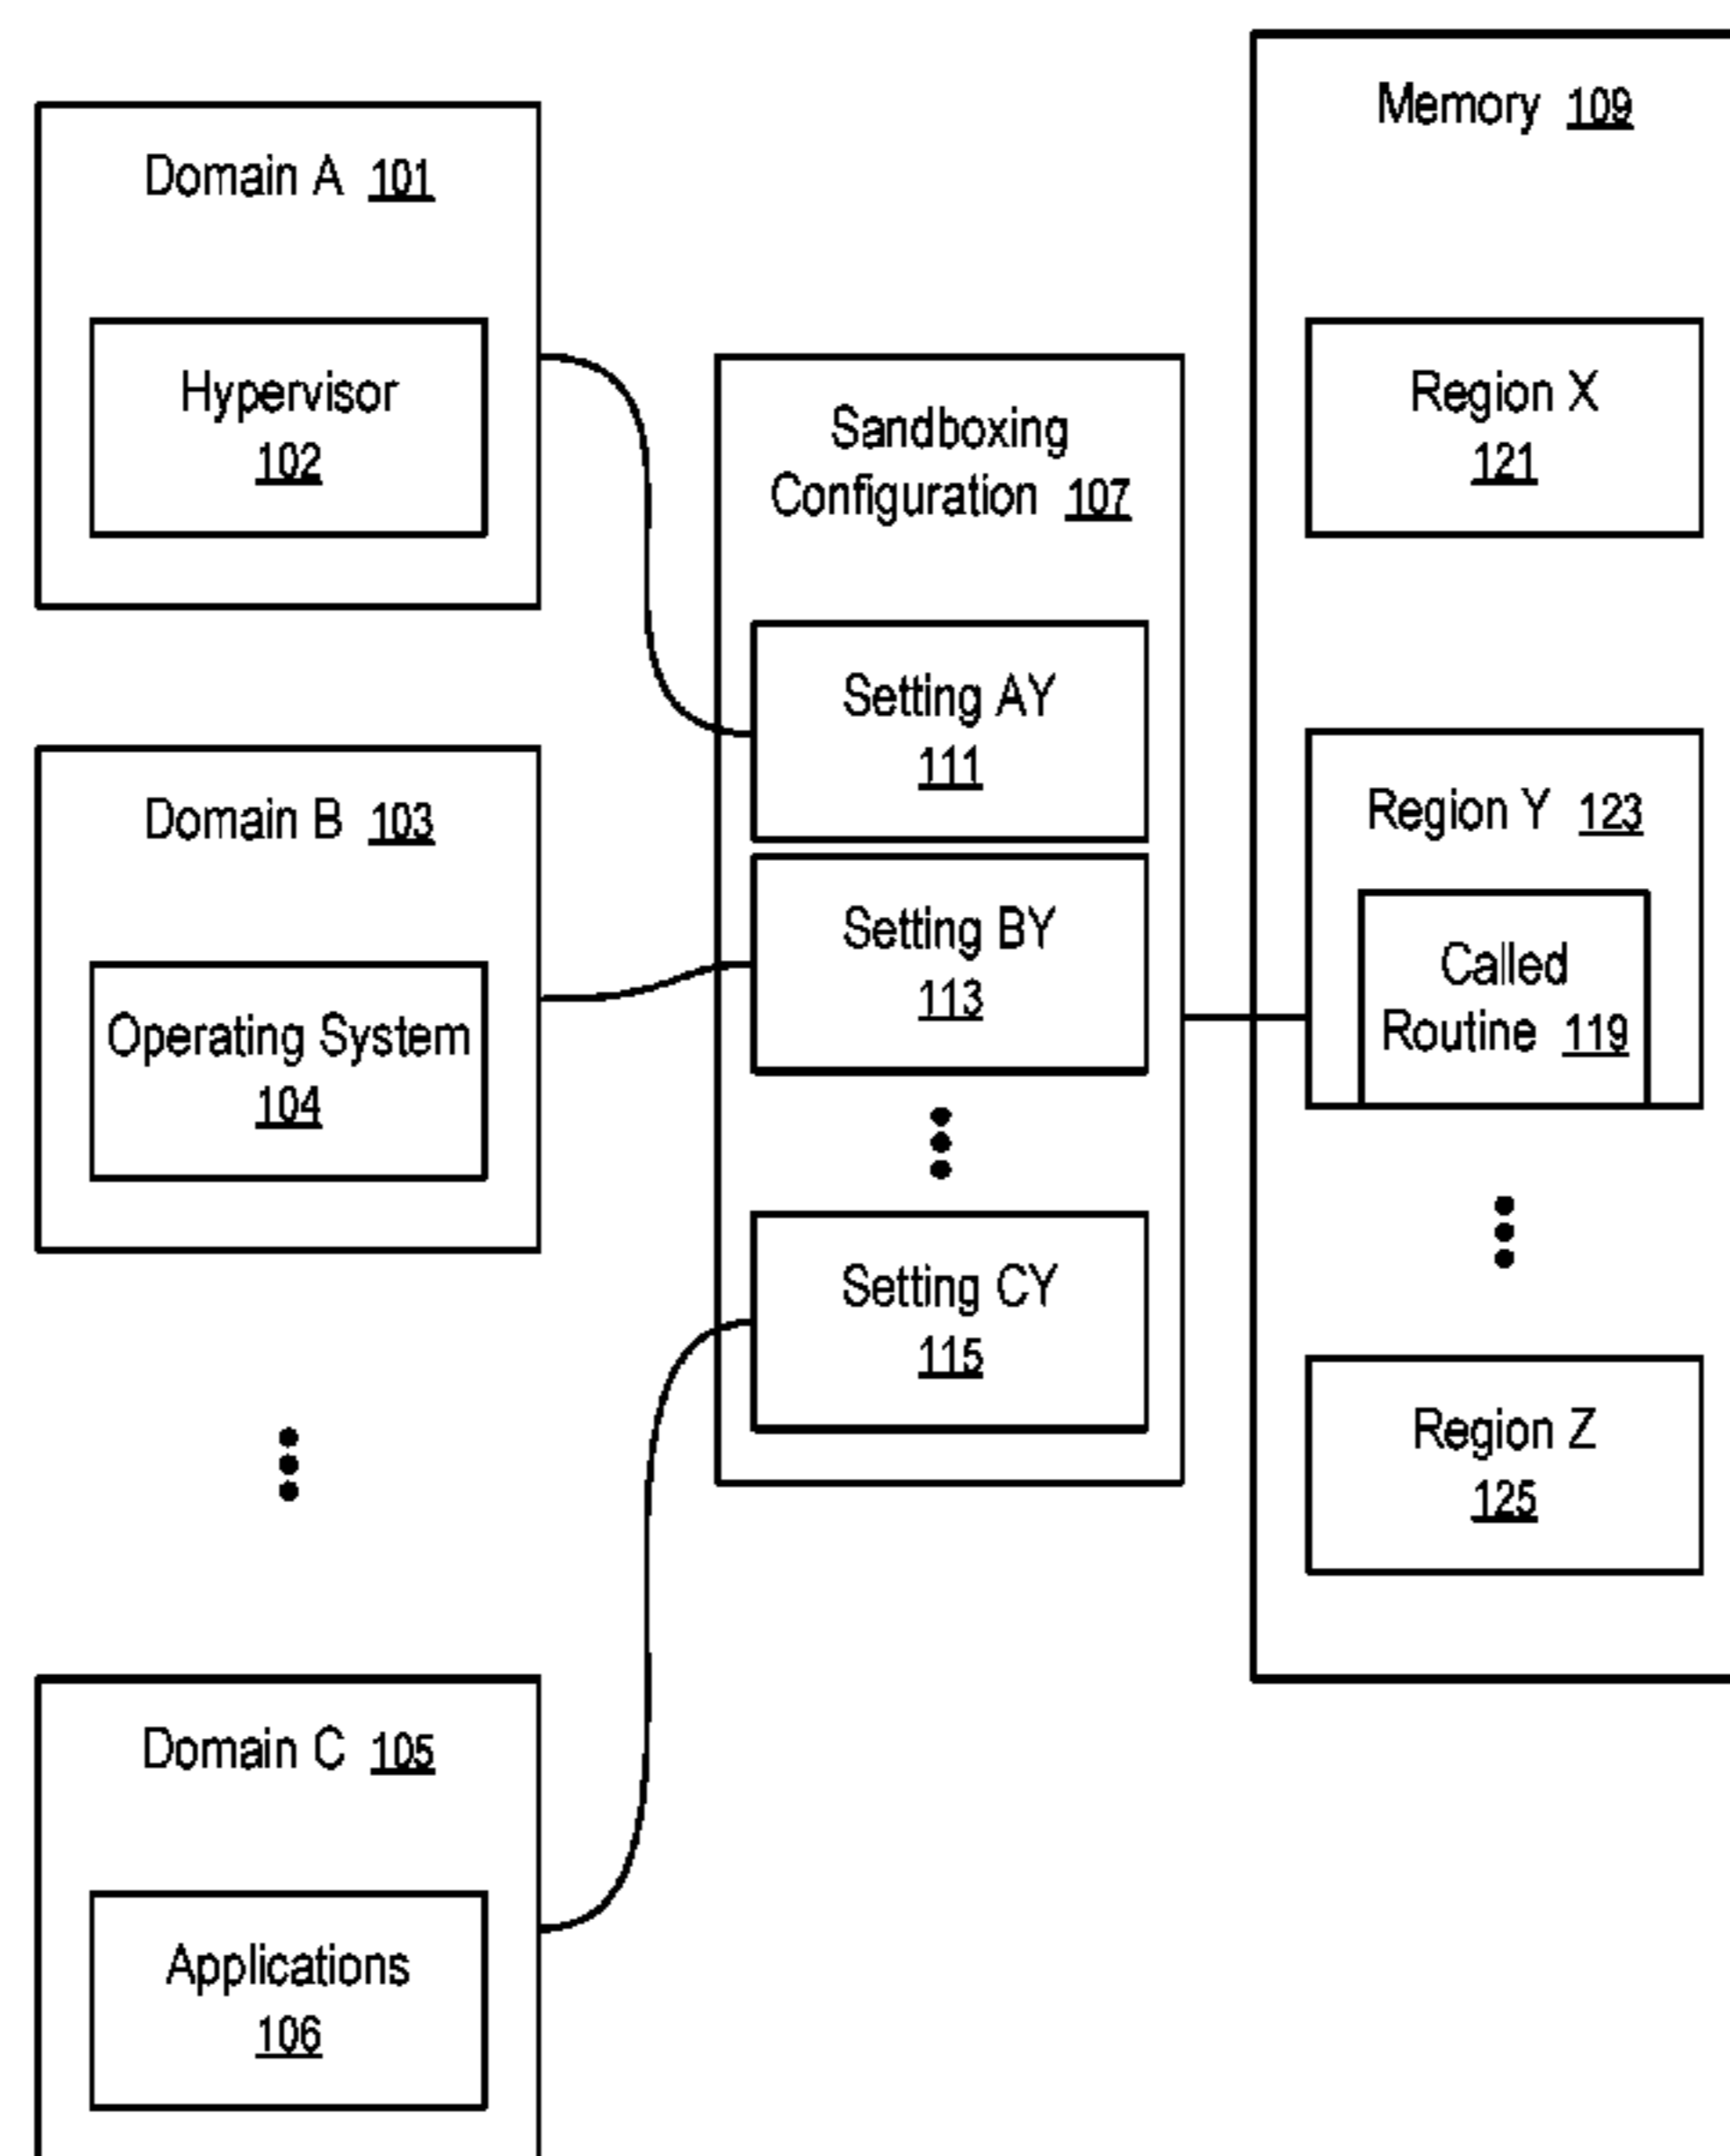 Domain A 101
Hypervisor
102
Domain B 103
Operating System
104
Domain C 105
Applications
106
Sandboxing
Configuration 107
Setting AY
111
Setting BY
113
Setting CY
115
Memory 109
Region X
121
Region Y 123
Called
Routine 119
Region Z
125